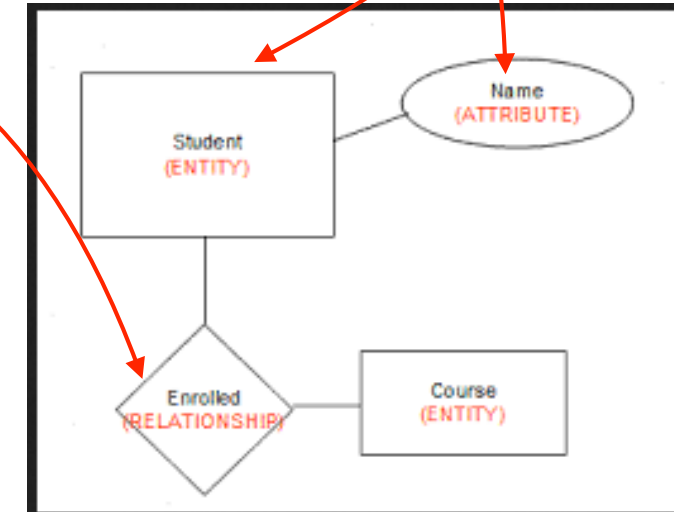 Name
(ATTRIBUTE)
Student
(ENTITY)
Enrolled
(RELATIONSHIP)
Course
(ENTITY)